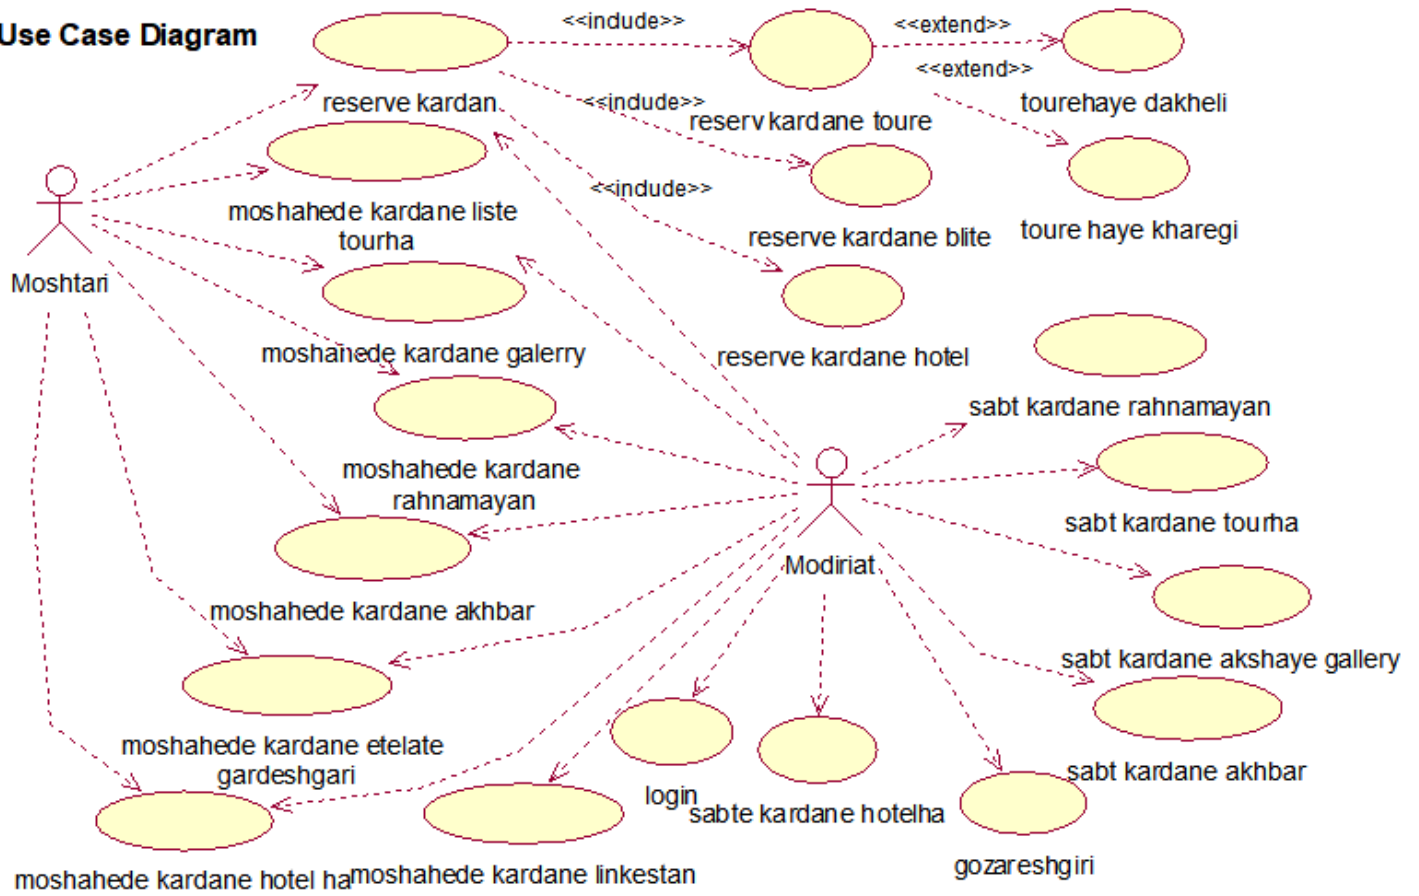 Use Case Diagram
<<indude>>
<<extend>>
<<extend>>
reserve kardan
<<indude>>
reserv kardane toure
tourehaye dakheli
<<indude>>
moshahede kardane liste
tourha
reserve kardane blite
toure haye kharegi
Moshtari
moshahede kardane galerry
reserve kardane hotel
sabt kardane rahnamayan
moshahede kardane
rahnamayan
sabt kardane tourha
Modiriat
moshahede kardane akhbar
sabt kardane akshaye gallery
moshahede kardane etelate
gardeshgari
login
sabte kardane hotelha
sabt kardane akhbar
moshahede kardane hotel ha
moshahede kardane linkestan
gozareshgiri